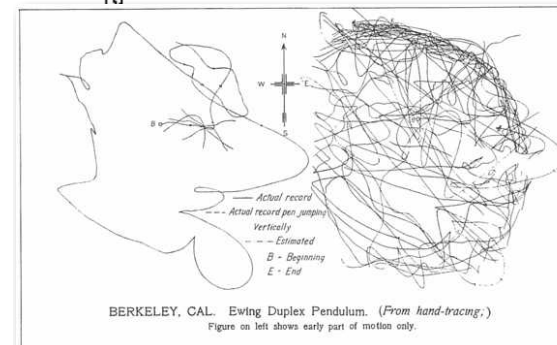 N
W E
S
B
Actual record
Actual record pen jumping
Vertically
Estimated
B - Beginning
E - End
BERKELEY, CAL. Ewing Duplex Pendulum. (From hand-tracing;)
Figure on left shows early part of motion only.